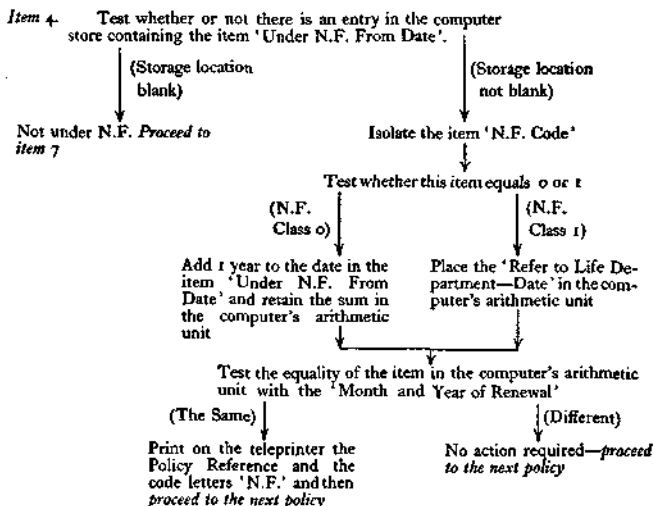 Item 4 Test whether or not there is an entry in the computer
store containing the item 'Under N.F. From Date'.
(Storage location
blank)
(Storage location
not blank)
Not under N.F. Proceed to
item 7
Isolate the item 'N.F. Code'
Test whether this item equals 0 or 1
(N.F.
Class 0)
(N.F.
Class 1)
Add 1 year to the date in the
item 'Under N.F. From
Date' and retain the sum in
the computer's arithmetic
unit
Place the 'Refer to Life De-
partment—Date' in the com-
puter's arithmetic unit
Test the equality of the item in the computer's arithmetic
unit with the 'Month and Year of Renewal'
(The Same)
(Different)
Print on the teleprinter the
Policy Reference and the
code letters 'N.F.' and then
proceed to the next policy
No action required—proceed
to the next policy